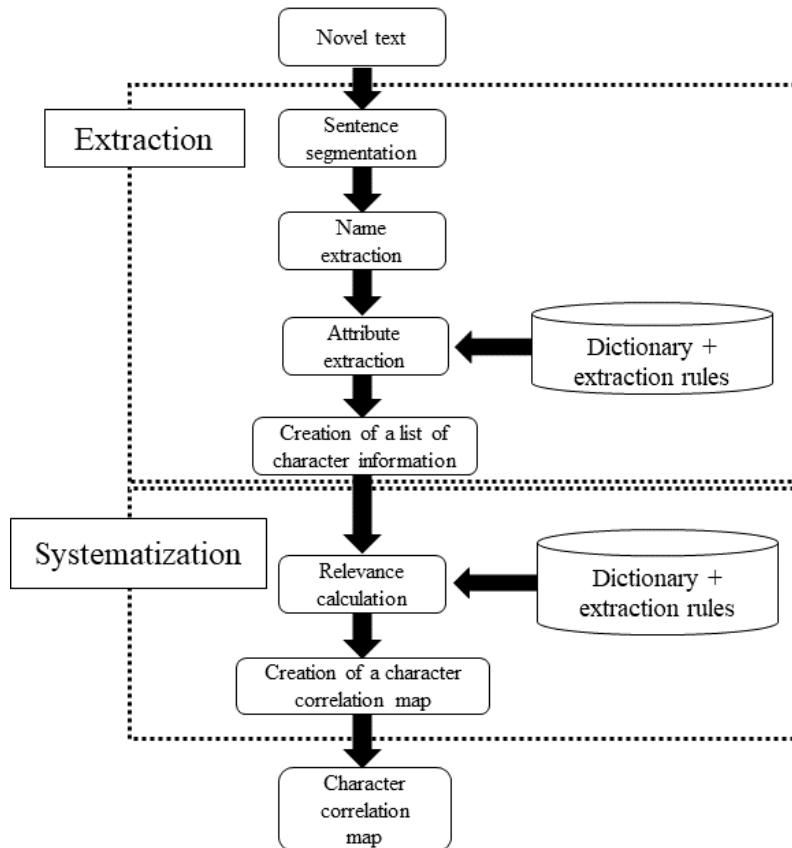 Novel text
Extraction
Sentence
segmentation
Name
extraction
Attribute
extraction
Dictionary +
extraction rules
Creation of a list of
character information
Systematization
Relevance
calculation
Dictionary +
extraction rules
Creation of a character
correlation map
Character
correlation
map